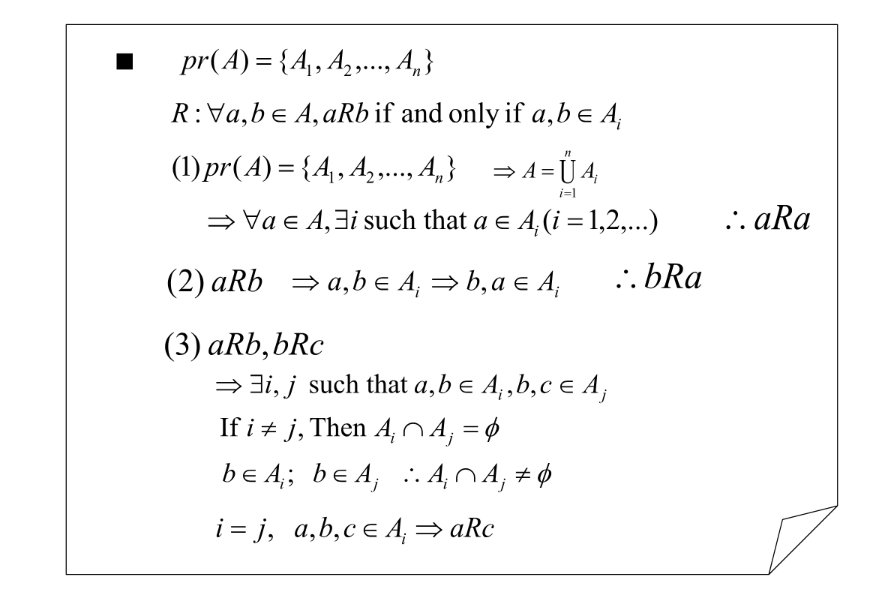 ■ pr(A) = {A₁, A₂,..., Aₙ}
R : ∀a,b ∈ A, aRb if and only if a,b ∈ Aᵢ
(1) pr(A) = {A₁, A₂,..., Aₙ} ⇒ A = ⋃ⁿᵢ₌₁ Aᵢ
⇒ ∀a ∈ A, ∃i such that a ∈ Aᵢ (i = 1,2,...) ∴ aRa
(2) aRb ⇒ a,b ∈ Aᵢ ⇒ b,a ∈ Aᵢ ∴ bRa
(3) aRb, bRc
⇒ ∃i, j such that a,b ∈ Aᵢ, b,c ∈ Aⱼ
If i ≠ j, Then Aᵢ ∩ Aⱼ = ϕ
b ∈ Aᵢ; b ∈ Aⱼ ∴ Aᵢ ∩ Aⱼ ≠ ϕ
i = j, a,b,c ∈ Aᵢ ⇒ aRc